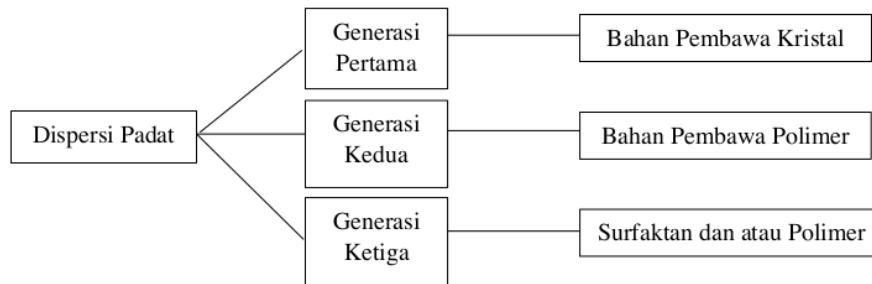 Generasi
Pertama
Bahan Pembawa Kristal
Dispersi Padat
Generasi
Kedua
Bahan Pembawa Polimer
Generasi
Ketiga
Surfaktan dan atau Polimer